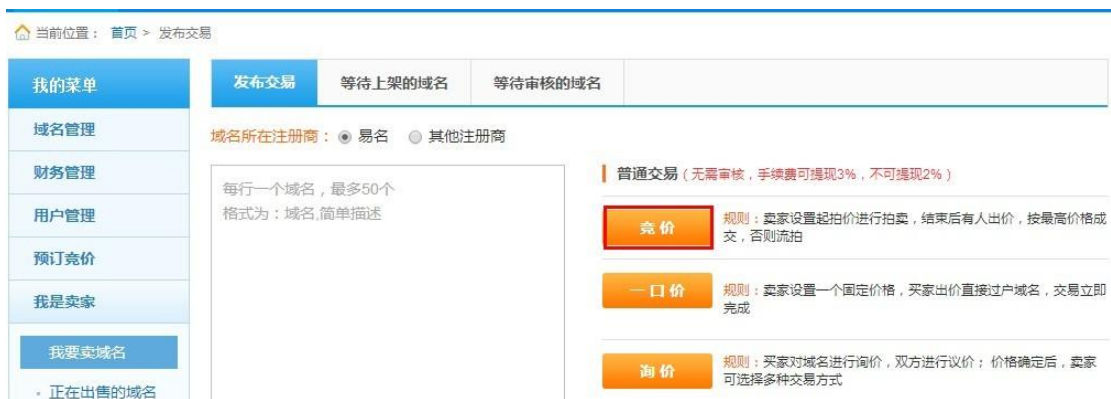 当前位置： 首页 > 发布交易
我的菜单
域名管理
财务管理
用户管理
预订竞价
我是卖家
我要卖域名
· 正在出售的域名
发布交易 等待上架的域名 等待审核的域名
域名所在注册商： 易名 其他注册商
每行一个域名，最多50个
格式为：域名,简单描述
普通交易（无需审核，手续费可提现3%，不可提现2%）
竞价
规则：卖家设置起拍价进行拍卖，结束后有人出价，按最高价格成
交，否则流拍
一口价
规则：卖家设置一个固定价格，买家出价直接过户域名，交易立即
完成
询价
规则：买家对域名进行询价，双方进行议价；价格确定后，卖家
可选择多种交易方式